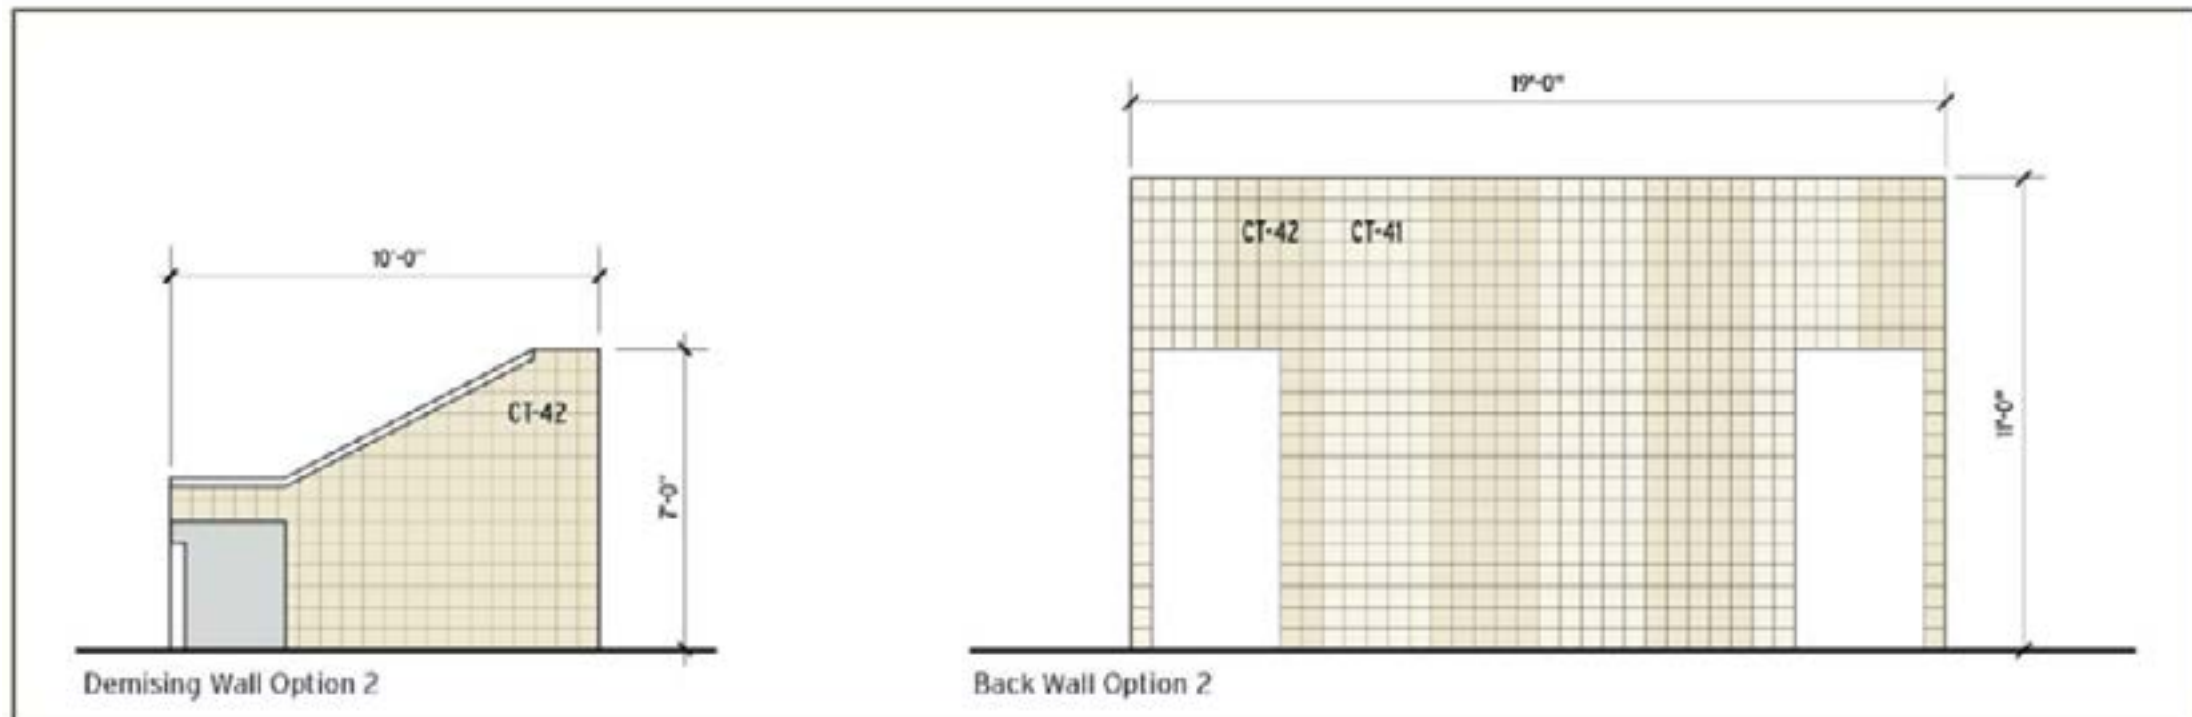 19'-0"
CT-42
CT-41
10'-0"
CT-42
7'-0"
11'-0"
Demising Wall Option 2
Back Wall Option 2